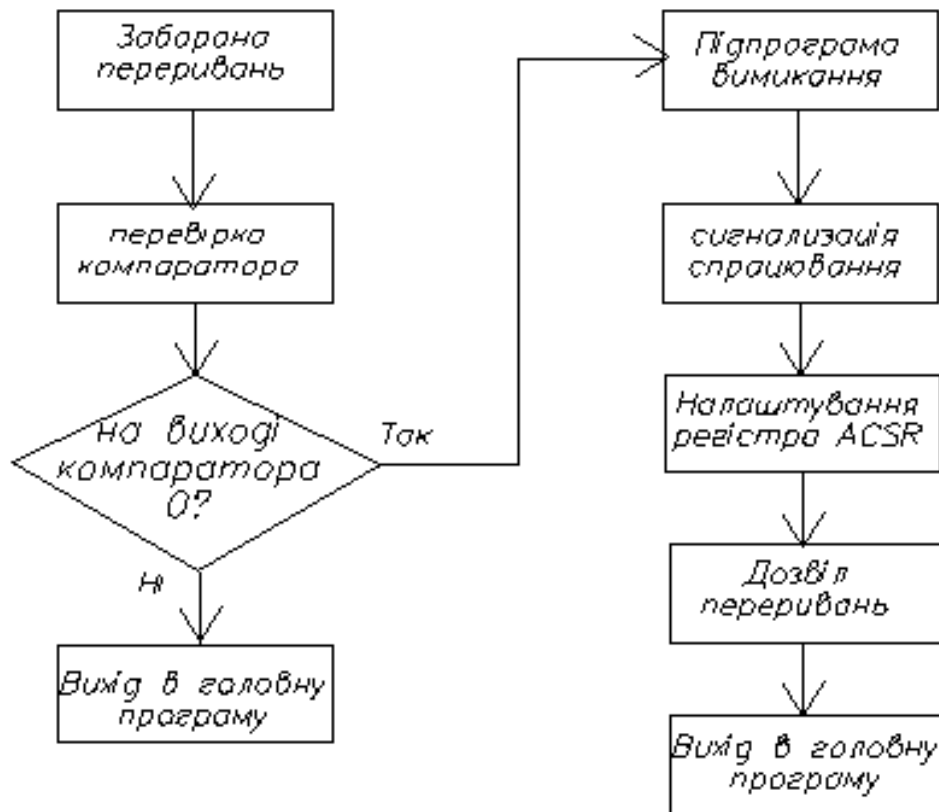 Заборона
переривань
перевірка
компаратора
на виході
компаратора
0?
Так
Ні
Вихід в головну
програму
Підпрограма
вимикання
сигналізація
спрацювання
Налаштування
регістра ACSR
Дозвіл
переривань
Вихід в головну
програму